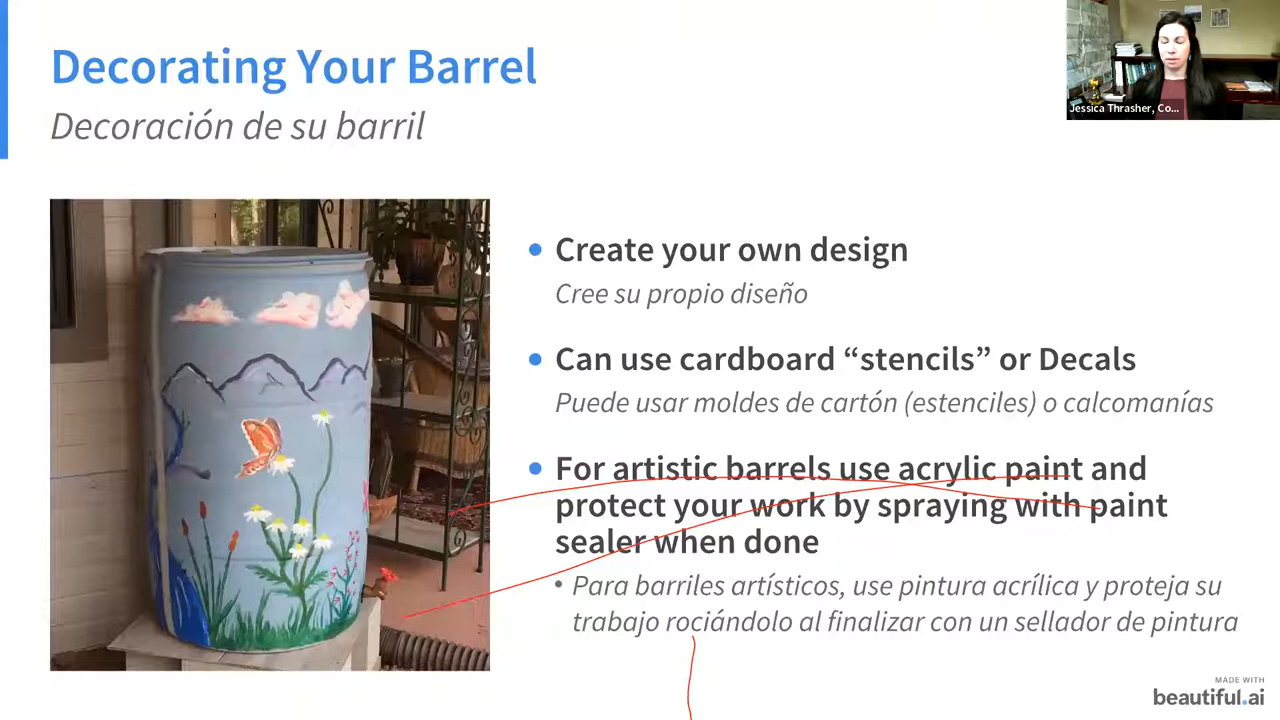 Decorating Your Barrel
Decoración de su barril
Jessica Thrasher, Co...
Create your own design
Cree su propio diseño
Can use cardboard “stencils” or Decals
Puede usar moldes de cartón (estenciles) o calcomanías
For artistic barrels use acrylic paint and
protect your work by spraying with paint
sealer when done
Para barriles artísticos, use pintura acrílica y proteja su
trabajo rociándolo al finalizar con un sellador de pintura
MADE WITH
beautiful.ai